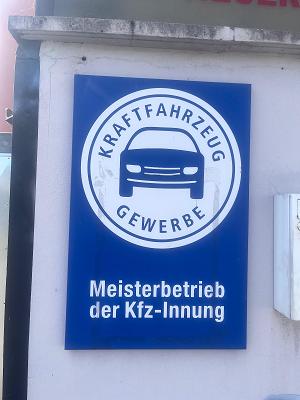 KRAFTFAHRZEUG
GEWERBE
Meisterbetrieb
der Kfz-Innung